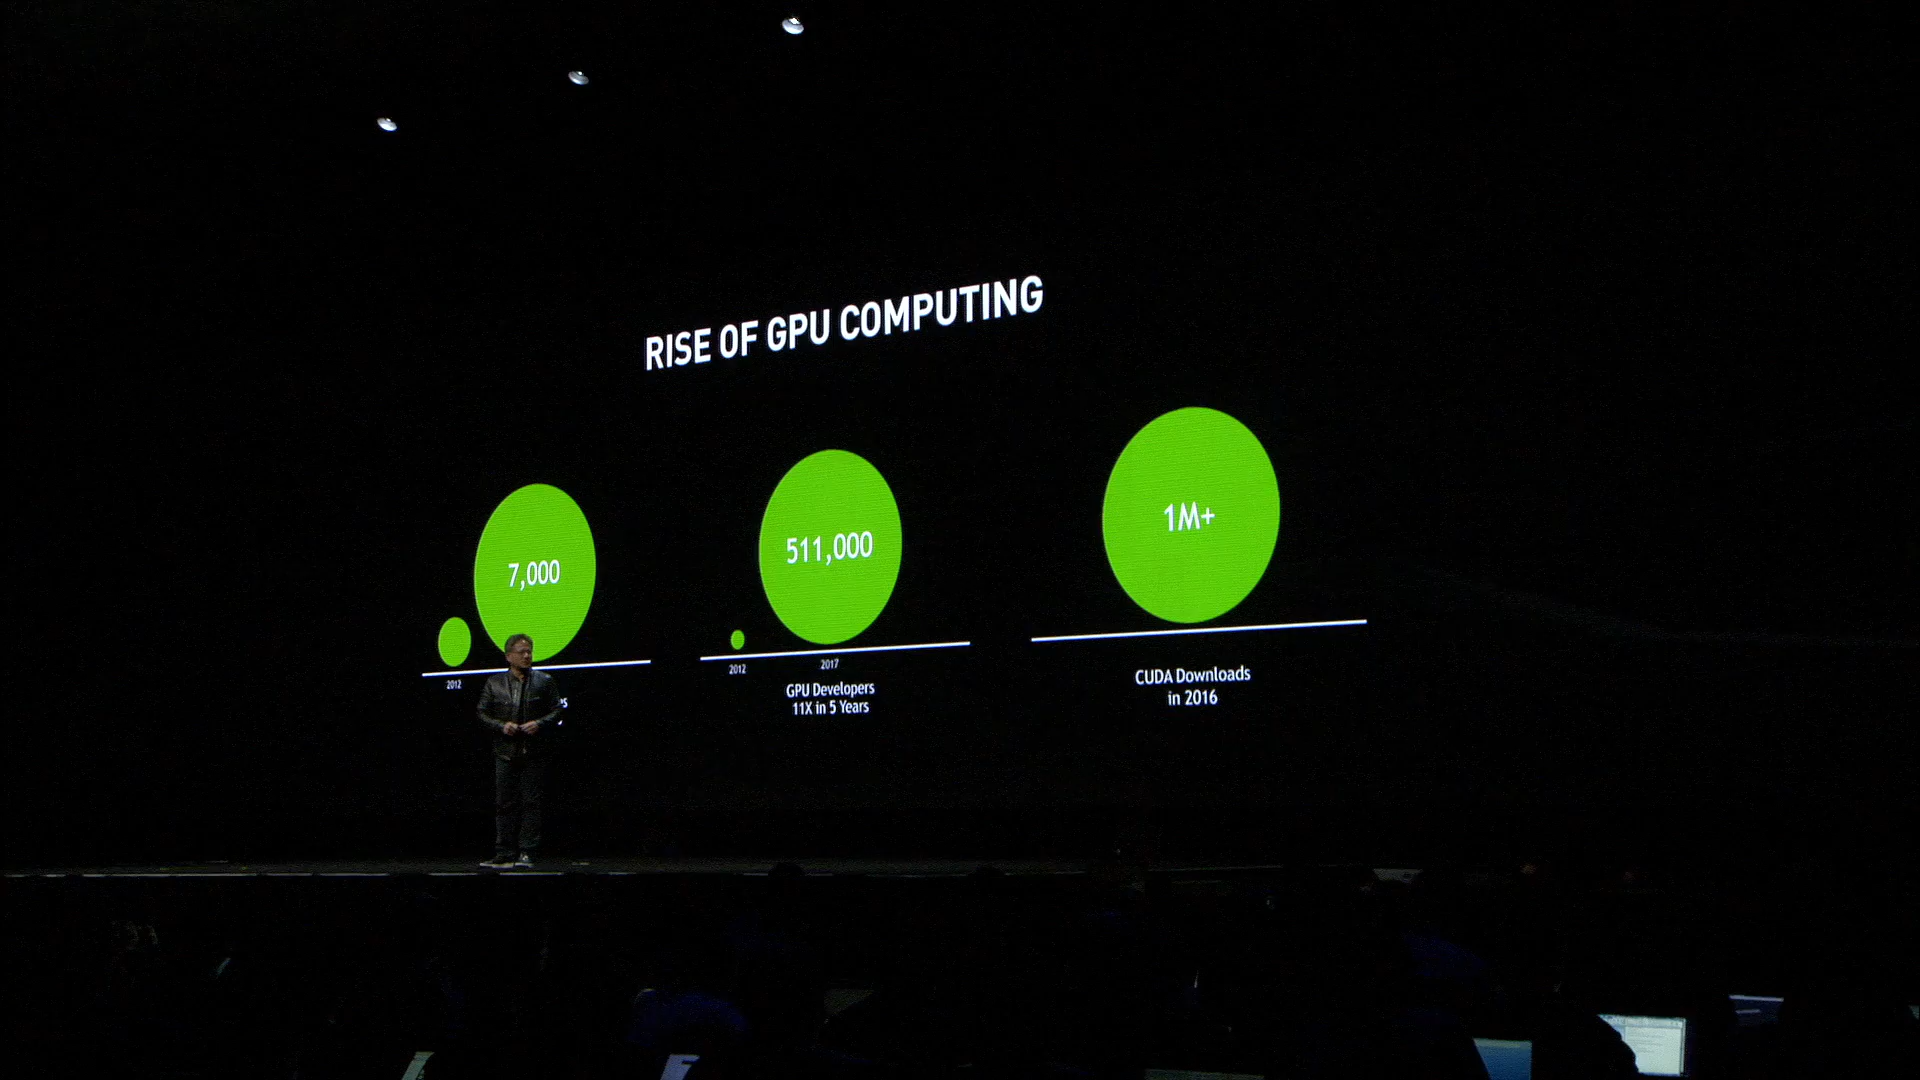 RISE OF GPU COMPUTING
7,000
2012
511,000
2012
2017
GPU Developers
11X in 5 Years
1M+
CUDA Downloads
in 2016